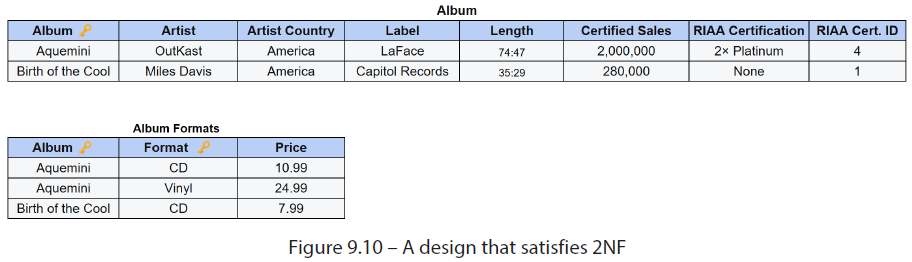 Album
Album Artist Artist Country Label Length Certified Sales RIAA Certification RIAA Cert. ID
Aquemini OutKast America LaFace 74:47 2,000,000 2× Platinum 4
Birth of the Cool Miles Davis America Capitol Records 35:29 280,000 None 1
Album Formats
Album Format Price
Aquemini CD 10.99
Aquemini Vinyl 24.99
Birth of the Cool CD 7.99
Figure 9.10 – A design that satisfies 2NF